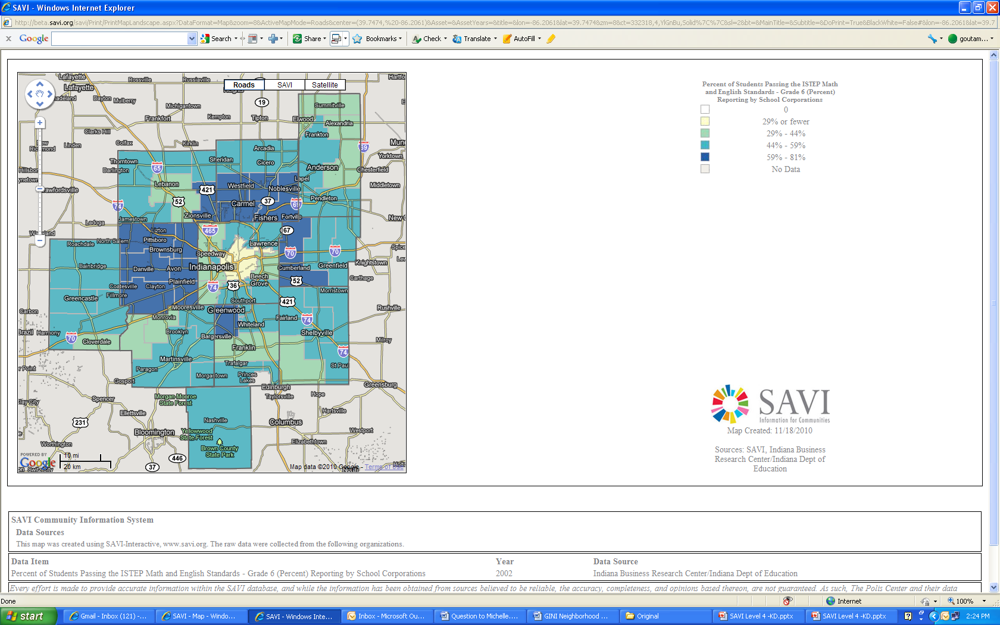 SAVI - Windows Internet Explorer
http://beta.savi.org/savi/Print/PrintMapLandscape.aspx?DataFormat=Map&zoom=8&ActiveMapMode=Roads&center=(39.7474,%20-86.2061)&Asset=&AssetYears=&title=&lon=-86.2061&lat=39.7474&zm=8&ct=332318,4,YlGnBu,Solid%7C%7C&sl=2&bt=&MainTitle=&Subtitle=&DoPrint=True&BlackWhite=False#&lon=-86.2061&lat=39.7
x Google Search Share Bookmarks Check Translate AutoFill goutam...
Roads SAVI Satellite
Lafayette Rossville Russiaville
Lafayette
Dayton Mulberry Michigantown 19 Summitville
Frankfort Kempton Tipton Elwood Alexandria
Clarks Hill Frankton
Linden Colfax Kirklin Arcadia 69
Thorntown Sheridan Cicero Yorktown
Darlington 65 Anderson Chesterfield
Lebanon Westfield Lapel Noblesville Middletown
421 52 Carmel 37 69 Pendleton
74 Zionsville Fishers Fortville
Jamestown Ladoga 465 67
Lizton Pittsboro Lawrence
Roachdale North Salem Brownsburg Speedway 70 70
Bainbridge Danville Avon Indianapolis Cumberland Greenfield Knightstown
Plainfield Beech Grove 52 Carthage
Coatesville Clayton 74 36 Morristown
Greencastle Fillmore Southport 421
Mooresville Greenwood Rushville
Carbon Monrovia Whiteland Fairland 74
Brazil Harmony Brooklyn Shelbyville
70 Cloverdale Bargersville Franklin Milroy
Martinsville Trafalgar 74
Paragon Morgantown Princes Lakes St Paul
Gosport Edinburgh Greensburg
Spencer Morgan-Monroe State Forest Taylorsville Hope
Ellettsville Hartsville
231 Nashville Columbus
Bloomington Yellowwood State Forest Westport
Worthington Brown County State Park Elizabethtown
446 37
POWERED BY Google
10 mi
20 km
Map data ©2010 Google - Terms of Use
Percent of Students Passing the ISTEP Math
and English Standards - Grade 6 (Percent)
Reporting by School Corporations
0
29% or fewer
29% - 44%
44% - 59%
59% - 81%
No Data
SAVI
Information for Communities
Map Created: 11/18/2010
Sources: SAVI, Indiana Business
Research Center/Indiana Dept of
Education
SAVI Community Information System
Data Sources
This map was created using SAVI-Interactive, www.savi.org. The raw data were collected from the following organizations.
Data Item Year Data Source
Percent of Students Passing the ISTEP Math and English Standards - Grade 6 (Percent) Reporting by School Corporations 2002 Indiana Business Research Center/Indiana Dept of Education
Every effort is made to provide accurate information within the SAVI database, and while the information has been obtained from sources believed to be reliable, the accuracy, completeness, and opinions based thereon, are not guaranteed. As such, The Polis Center and their data
Done Internet 100%
start Gmail - Inbox (121) -... SAVI - Map - Windo... SAVI - Windows Inte... Inbox - Microsoft Ou... Question to Michelle.... GINI Neighborhood ... Original SAVI Level 4 -KD.pptx SAVI Level 4 -KD.pptx 2:24 PM